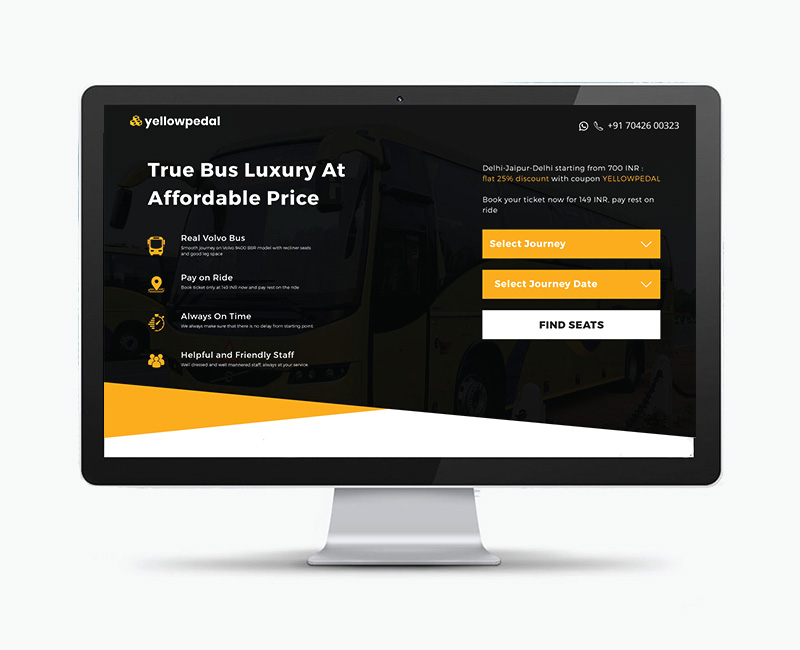 yellowpedal
+91 70426 00323
True Bus Luxury At
Affordable Price
Real Volvo Bus
Smooth journey on Volvo 9400 B8R model with recliner seats
and good leg space
Pay on Ride
Book ticket only at 149 INR now and pay rest on the ride
Always On Time
We always make sure that there is no delay from starting point
Helpful and Friendly Staff
Well dressed and well mannered staff, always at your service
Delhi-Jaipur-Delhi starting from 700 INR :
flat 25% discount with coupon YELLOWPEDAL
Book your ticket now for 149 INR, pay rest on
ride
Select Journey
Select Journey Date
FIND SEATS